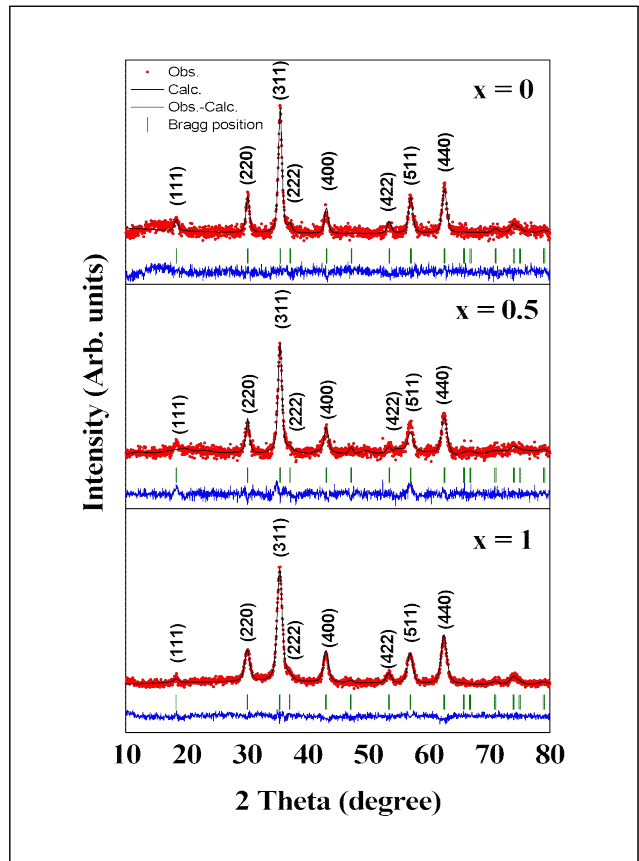 Obs.
Calc.
Obs.-Calc.
Bragg position
x = 0
(111)
(220)
(311)
(222)
(400)
(422)
(511)
(440)
x = 0.5
(111)
(220)
(311)
(222)
(400)
(422)
(511)
(440)
x = 1
(111)
(220)
(311)
(222)
(400)
(422)
(511)
(440)
Intensity (Arb. units)
10 20 30 40 50 60 70 80
2 Theta (degree)